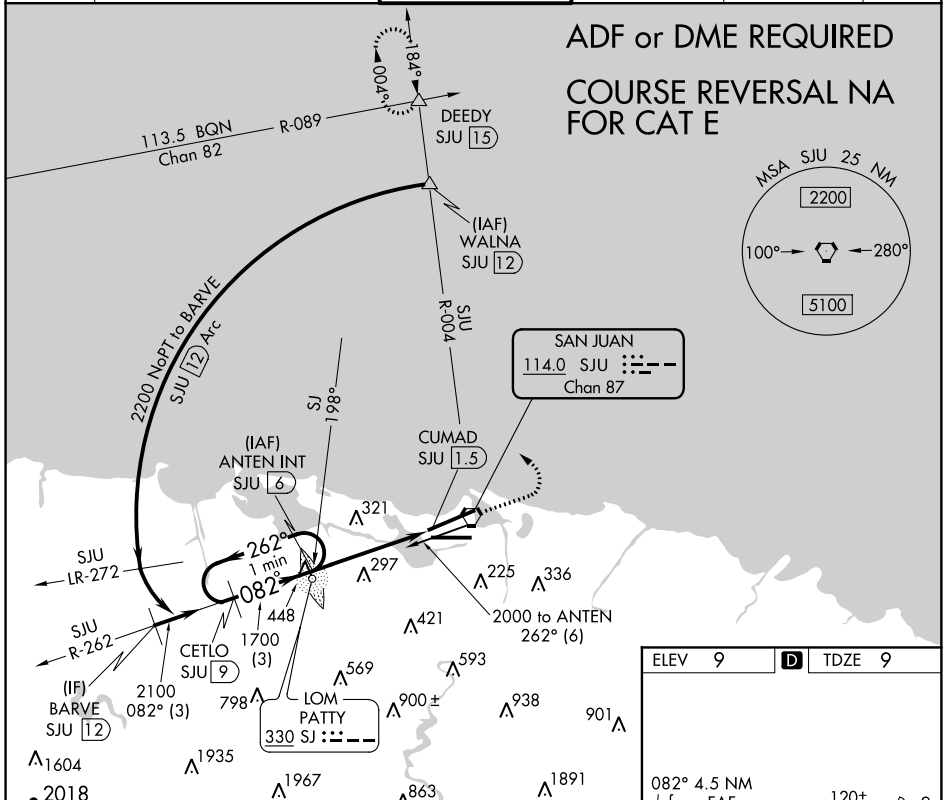 ADF or DME REQUIRED
COURSE REVERSAL NA
FOR CAT E
184°
004°
DEEDY
SJU 15
113.5 BQN
Chan 82
R-089
MSA SJU 25 NM
2200
100°
280°
5100
(IAF)
WALNA
SJU 12
2200 NoPT to BARVE
SJU 12 Arc
SJU
R-004
SAN JUAN
114.0 SJU
Chan 87
SJ
198°
CUMAD
SJU 1.5
(IAF)
ANTEN INT
SJU 6
321
262°
1 min
082°
SJU
LR-272
297
225
336
448
2000 to ANTEN
262° (6)
421
SJU
R-262
1700
(3)
CETLO
SJU 9
2100
082° (3)
(IF)
BARVE
SJU 12
569
593
798
LOM
PATTY
330 SJ
900 ±
938
901
1604
1935
2018
1967
863
1891
ELEV 9
D
TDZE 9
082° 4.5 NM